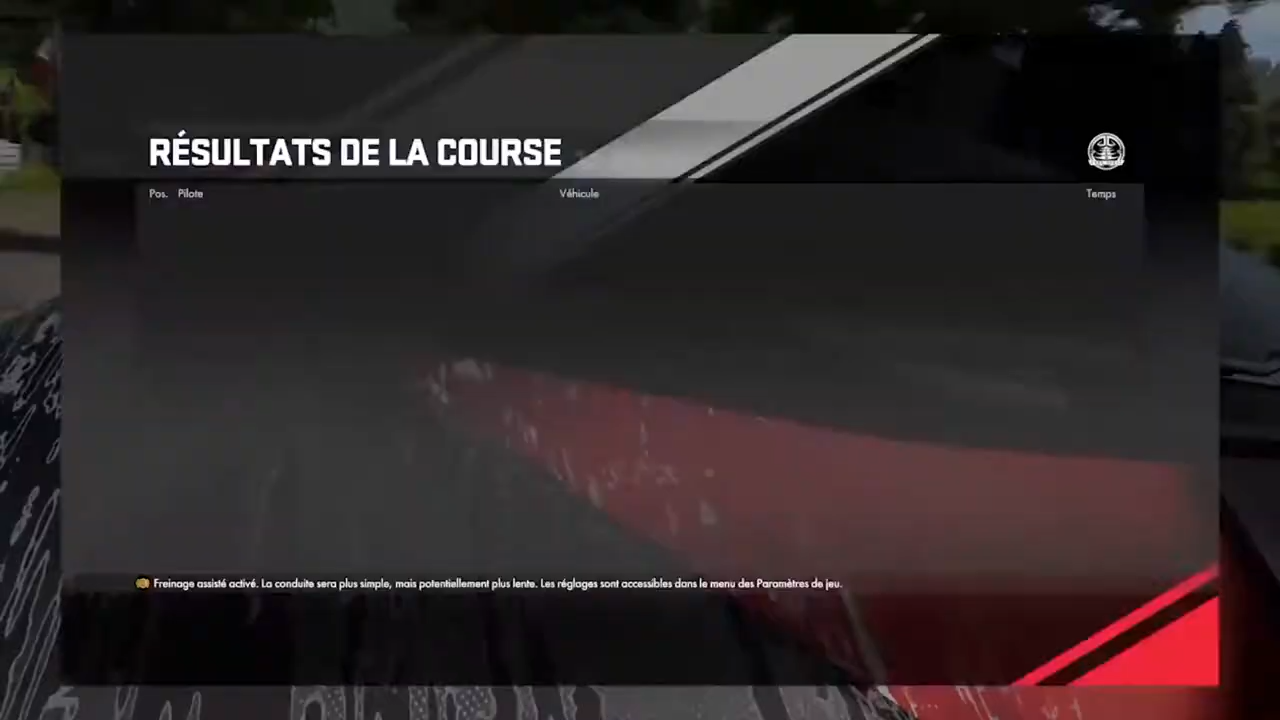 RÉSULTATS DE LA COURSE
Pos. Pilote Véhicule Temps
Freinage assisté activé. La conduite sera plus simple, mais potentiellement plus lente. Les réglages sont accessibles dans le menu des Paramètres de jeu.